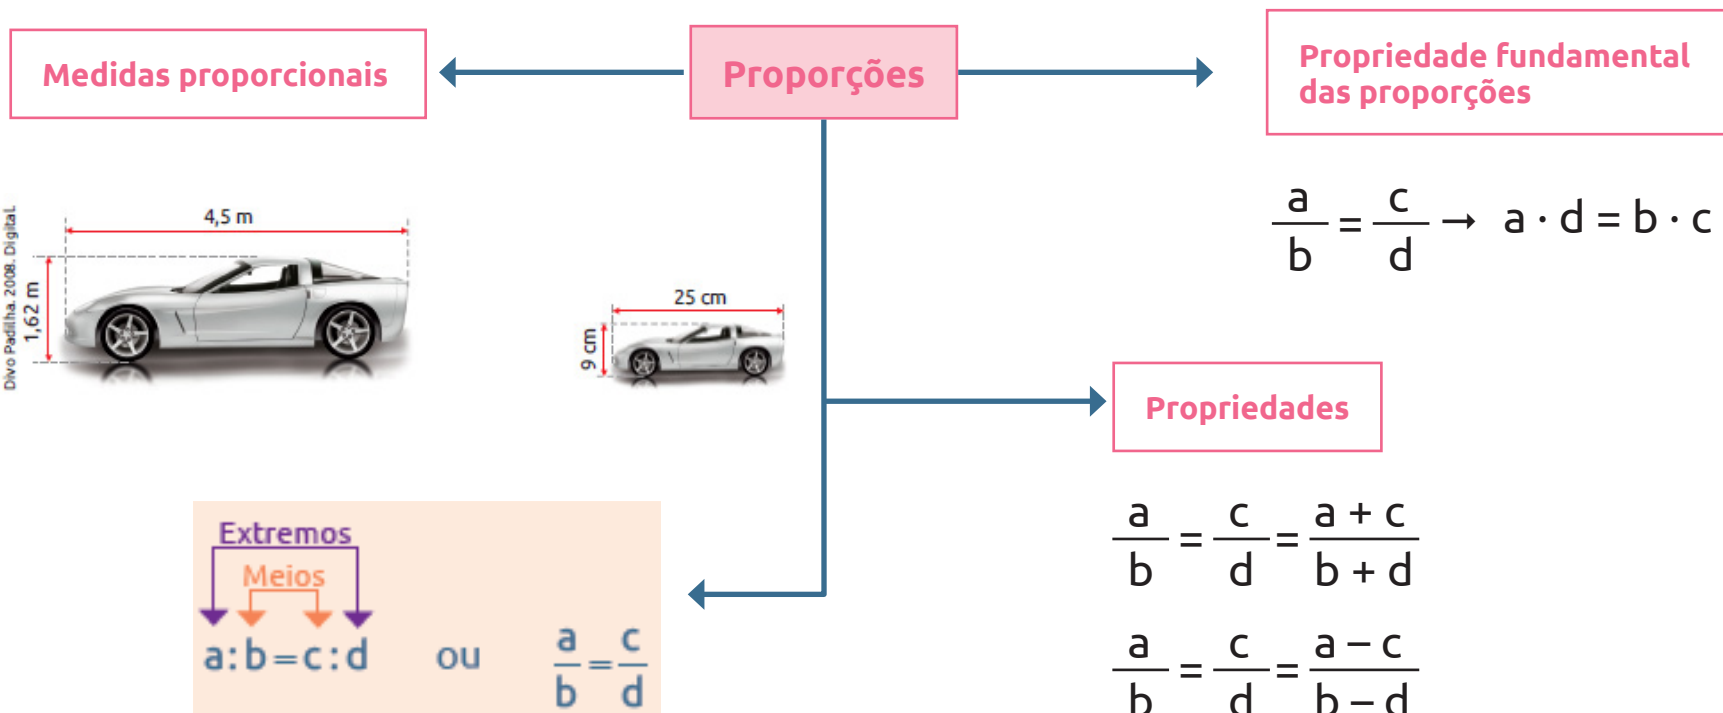 Medidas proporcionais
Proporções
Propriedade fundamental
das proporções
Divo Padilha. 2008. Digital.
4,5 m
1,62 m
25 cm
9 cm
a/b = c/d → a · d = b · c
Propriedades
a/b = c/d = a + c/b + d
a/b = c/d = a – c/b – d
Extremos
Meios
a:b=c:d ou a/b = c/d